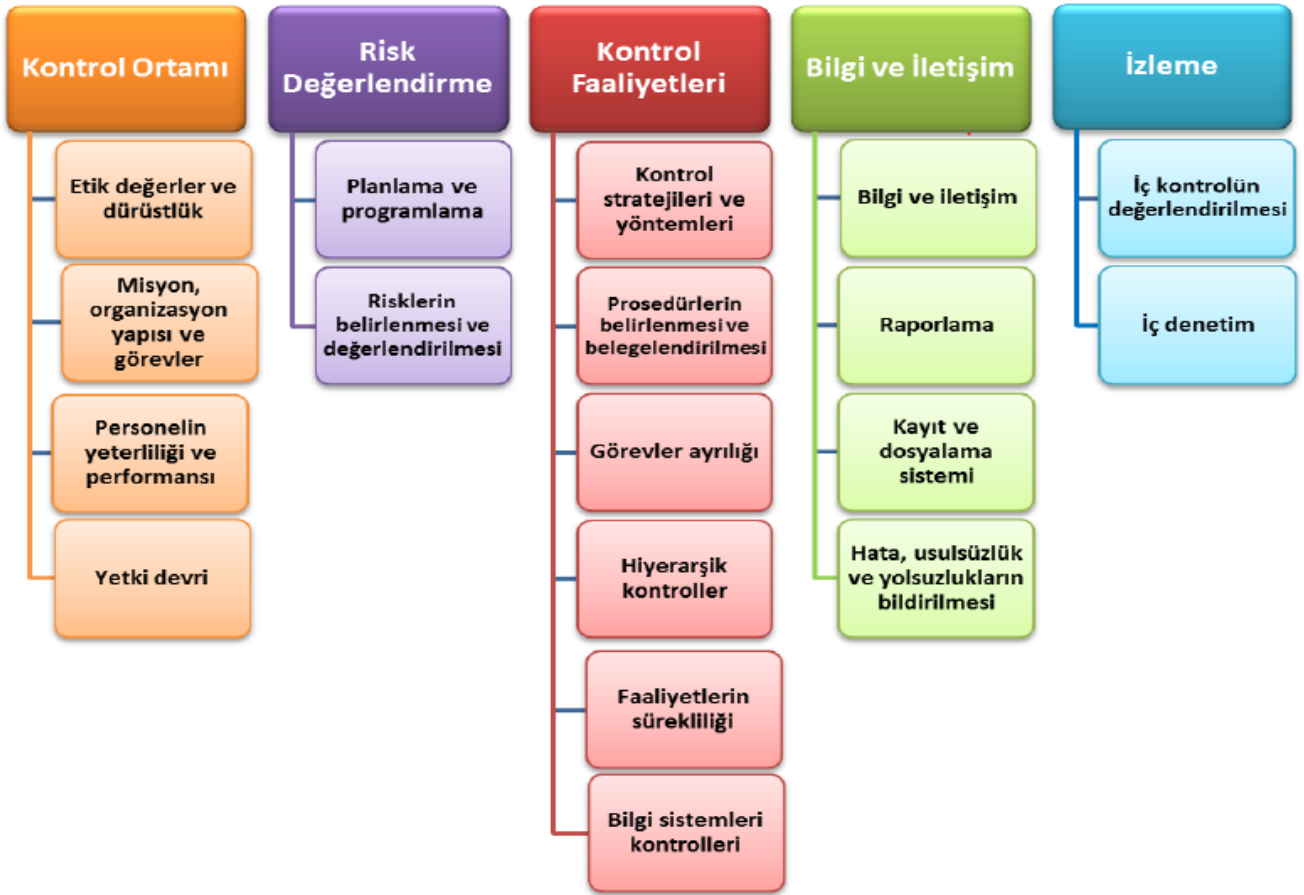 Kontrol Ortamı
Etik değerler ve
dürüstlük
Misyon,
organizasyon
yapısı ve
görevler
Personelin
yeterliliği ve
performansı
Yetki devri
Risk
Değerlendirme
Planlama ve
programlama
Risklerin
belirlenmesi ve
değerlendirilmesi
Kontrol
Faaliyetleri
Kontrol
stratejileri ve
yöntemleri
Prosedürlerin
belirlenmesi ve
belegelendirilmesi
Görevler ayrılığı
Hiyerarşik
kontroller
Faaliyetlerin
sürekliliği
Bilgi sistemleri
kontrolleri
Bilgi ve İletişim
Bilgi ve iletişim
Raporlama
Kayıt ve
dosyalama
sistemi
Hata, usulsüzlük
ve yolsuzlukların
bildirilmesi
İzleme
İç kontrolün
değerlendirilmesi
İç denetim